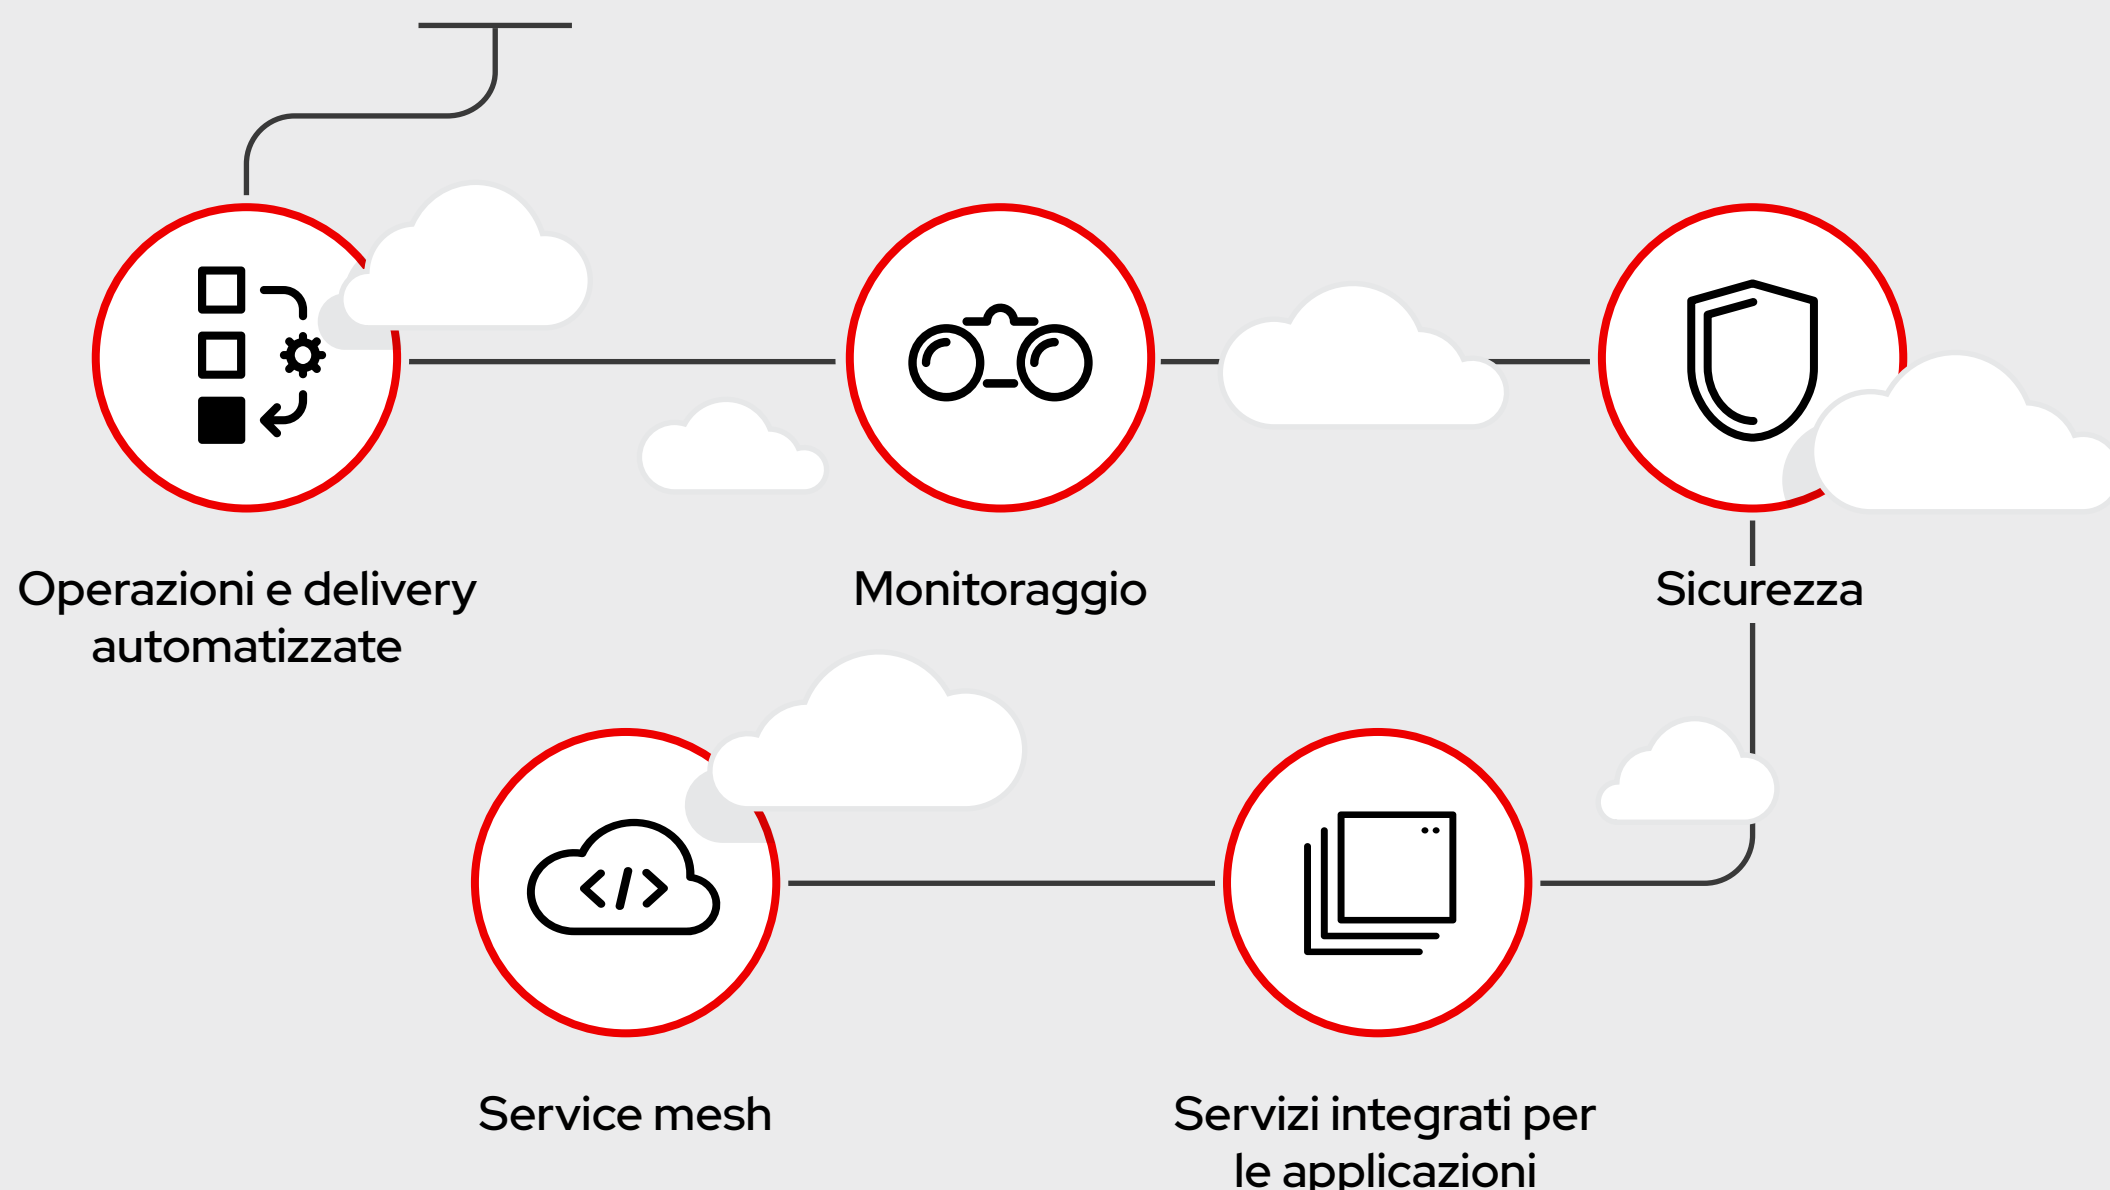 Operazioni e delivery
automatizzate
Monitoraggio
Sicurezza
Service mesh
Servizi integrati per
le applicazioni